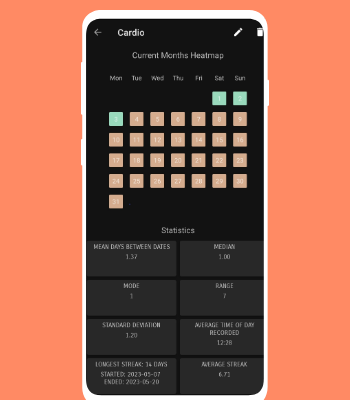 Cardio
Current Months Heatmap
Mon Tue Wed Thu Fri Sat Sun
1 2
3 4 5 6 7 8 9
10 11 12 13 14 15 16
17 18 19 20 21 22 23
24 25 26 27 28 29 30
31
Statistics
MEAN DAYS BETWEEN DATES
1.37
MEDIAN
1.00
MODE
1
RANGE
7
STANDARD DEVIATION
1.20
AVERAGE TIME OF DAY
RECORDED
12:28
LONGEST STREAK: 14 DAYS
STARTED: 2023-05-07
ENDED: 2023-05-20
AVERAGE STREAK
6.71